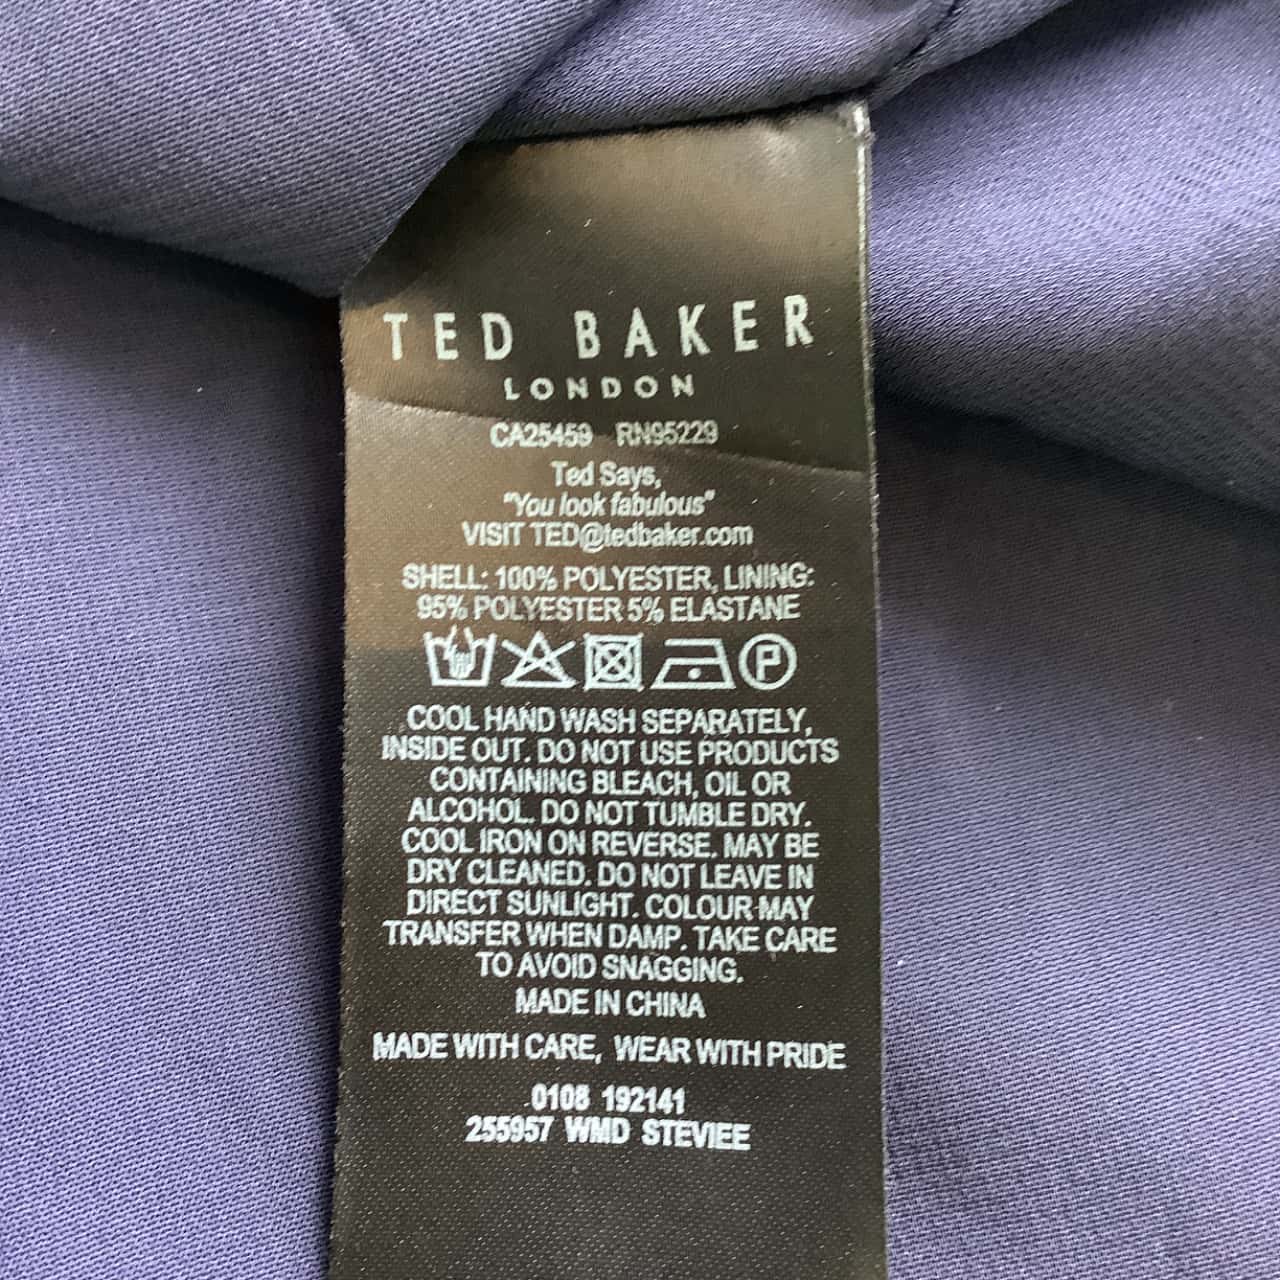 TED BAKER
LONDON
CA25459 RN95229
Ted Says,
"You look fabulous"
VISIT TED@tedbaker.com
SHELL: 100% POLYESTER, LINING:
95% POLYESTER 5% ELASTANE
P
COOL HAND WASH SEPARATELY,
INSIDE OUT. DO NOT USE PRODUCTS
CONTAINING BLEACH, OIL OR
ALCOHOL. DO NOT TUMBLE DRY.
COOL IRON ON REVERSE. MAY BE
DRY CLEANED. DO NOT LEAVE IN
DIRECT SUNLIGHT. COLOUR MAY
TRANSFER WHEN DAMP. TAKE CARE
TO AVOID SNAGGING.
MADE IN CHINA
MADE WITH CARE, WEAR WITH PRIDE
0108 192141
255957 WMD STEVIEE